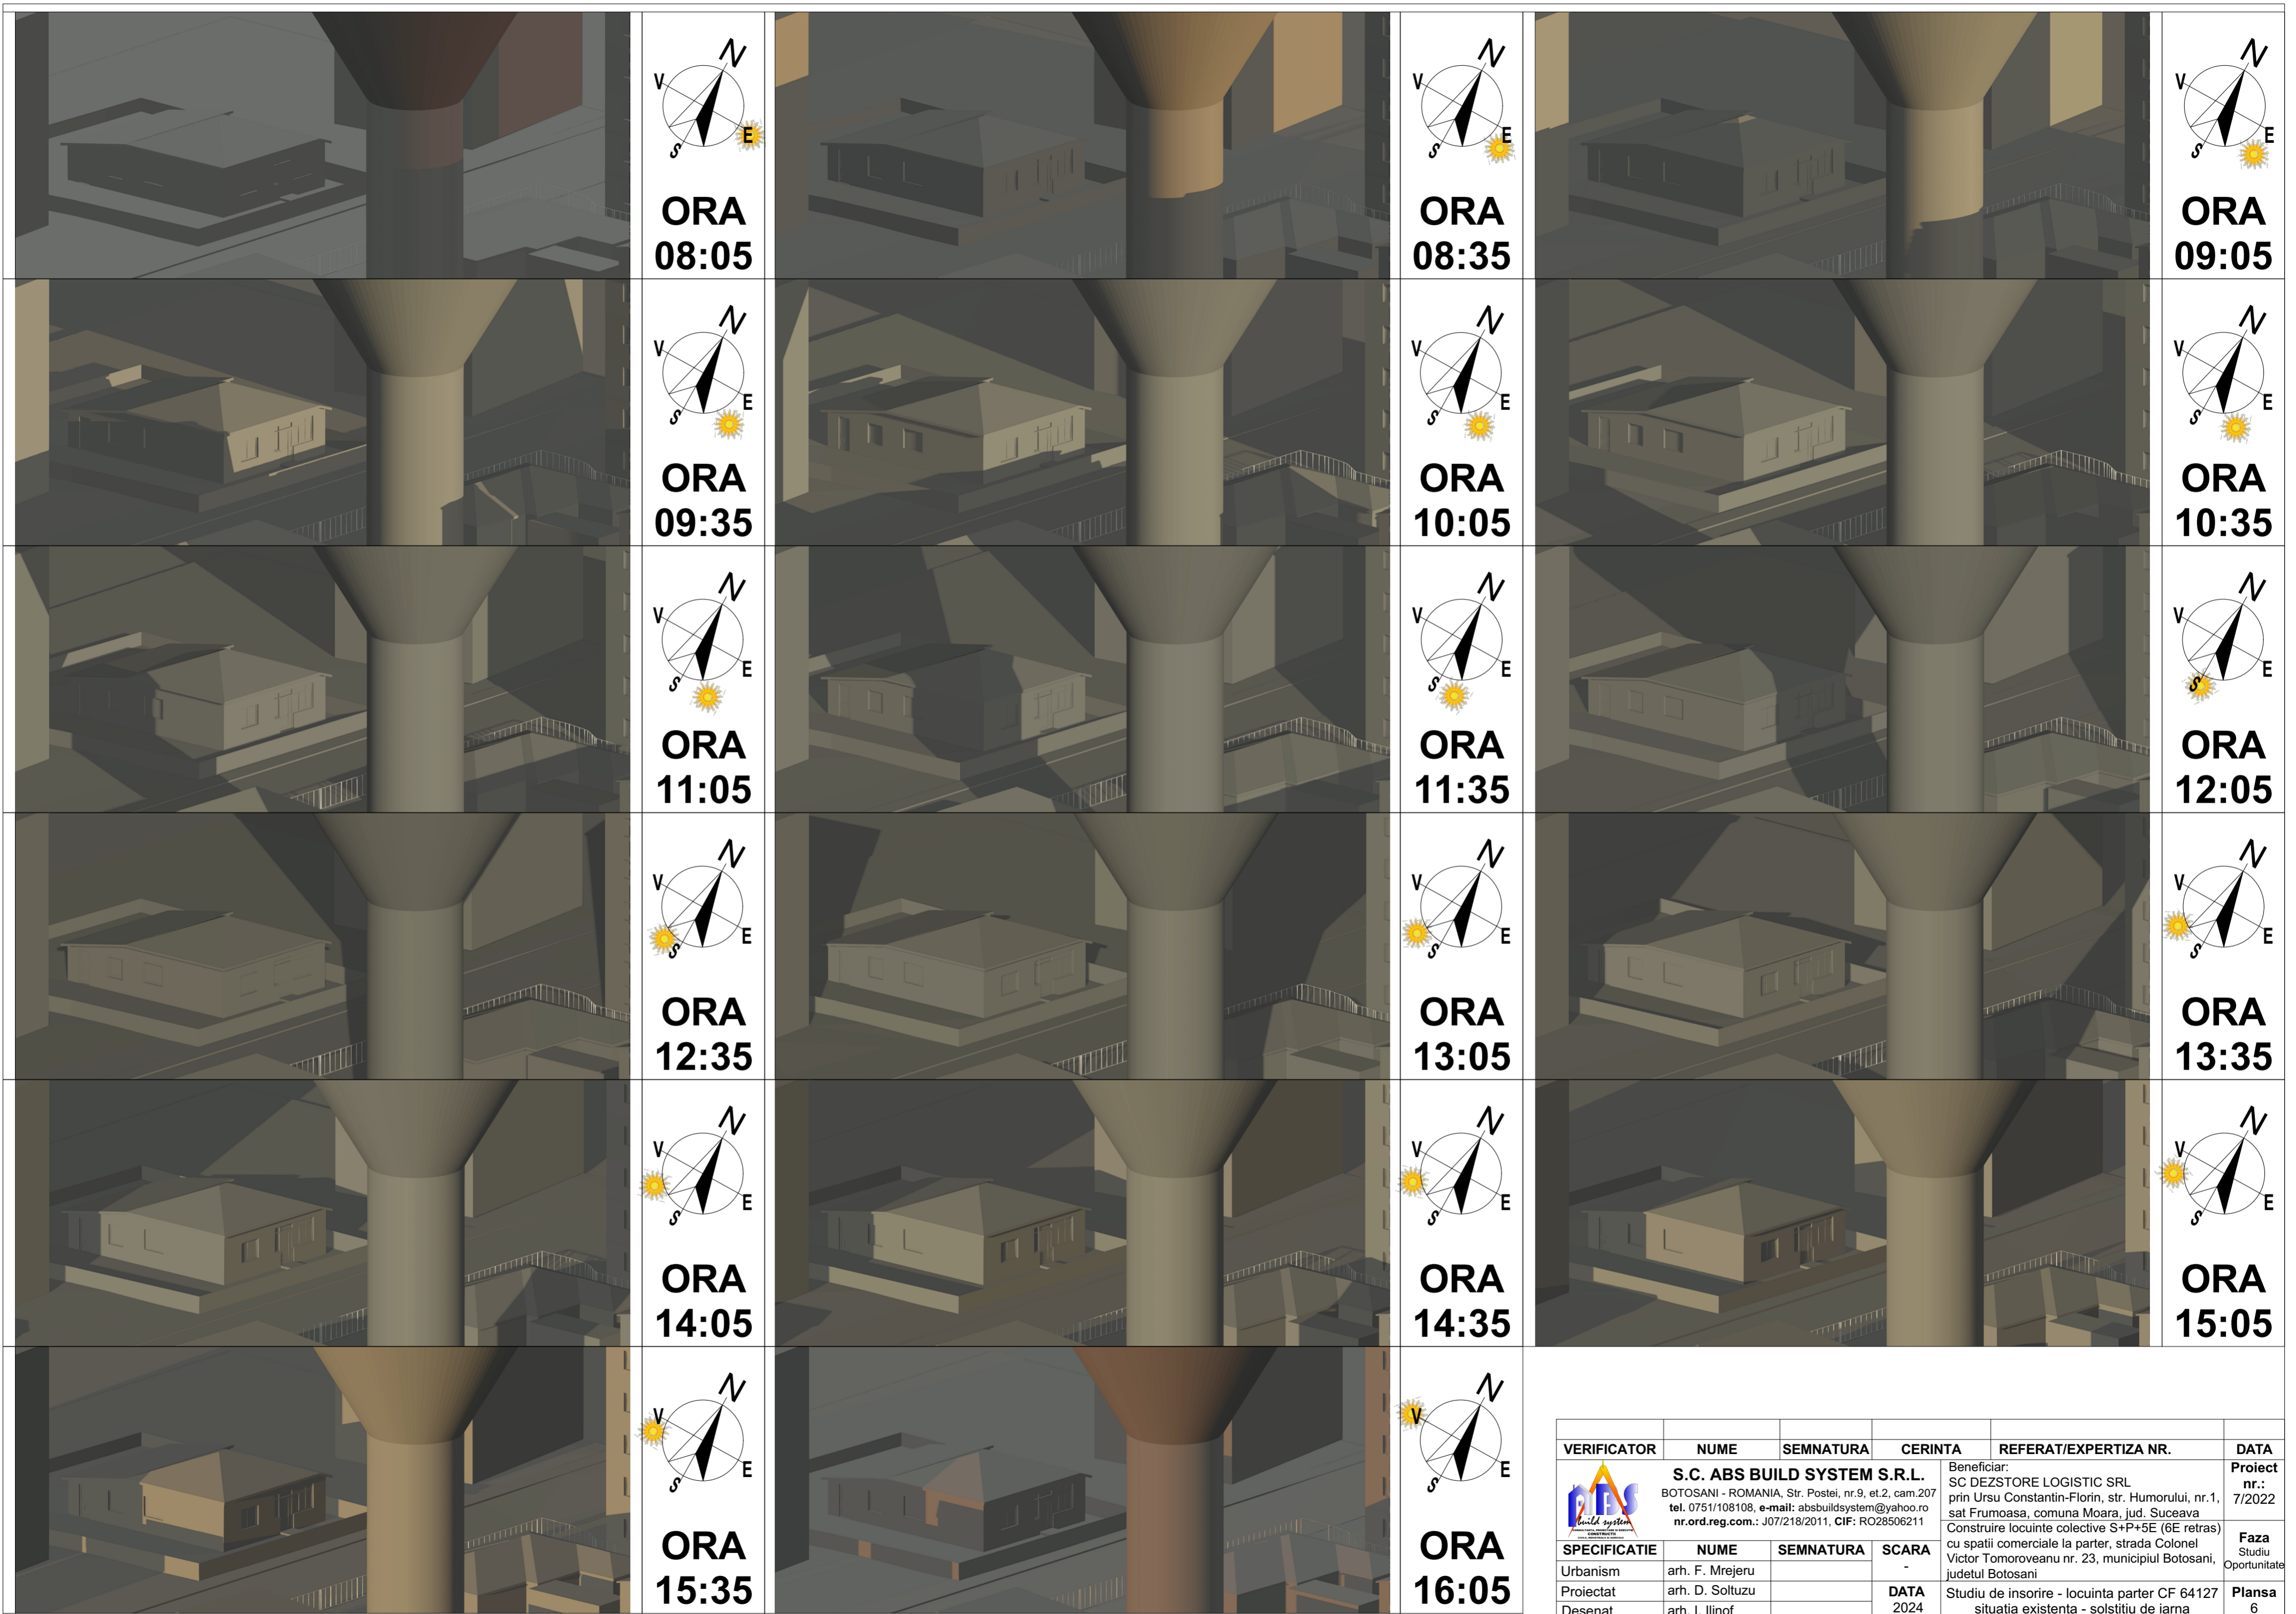 N
V
E
S
ORA
08:05
N
V
E
S
ORA
08:35
N
V
E
S
ORA
09:05
N
V
E
S
ORA
09:35
N
V
E
S
ORA
10:05
N
V
E
S
ORA
10:35
N
V
E
S
ORA
11:05
N
V
E
S
ORA
11:35
N
V
E
S
ORA
12:05
N
V
E
S
ORA
12:35
N
V
E
S
ORA
13:05
N
V
E
S
ORA
13:35
N
V
E
S
ORA
14:05
N
V
E
S
ORA
14:35
N
V
E
S
ORA
15:05
N
V
E
S
ORA
15:35
N
V
E
S
ORA
16:05
VERIFICATOR NUME SEMNATURA CERINTA REFERAT/EXPERTIZA NR. DATA
ABS
build system
S.C. ABS BUILD SYSTEM S.R.L.
BOTOSANI - ROMANIA, Str. Postei, nr.9, et.2, cam.207
tel. 0751/108108, e-mail: absbuildsystem@yahoo.ro
nr.ord.reg.com.: J07/218/2011, CIF: RO28506211
Beneficiar:
SC DEZSTORE LOGISTIC SRL
prin Ursu Constantin-Florin, str. Humorului, nr.1,
sat Frumoasa, comuna Moara, jud. Suceava
Proiect
nr.:
7/2022
SPECIFICATIE NUME SEMNATURA SCARA
-
Construire locuinte colective S+P+5E (6E retras)
cu spatii comerciale la parter, strada Colonel
Victor Tomoroveanu nr. 23, municipiul Botosani,
judetul Botosani
Faza
Studiu
Oportunitate
Urbanism arh. F. Mrejeru
Proiectat arh. D. Soltuzu
Desenat arh. I. Ilinof
DATA
2024
Studiu de insorire - locuinta parter CF 64127
situatia existenta - solstitiu de iarna
Plansa
6